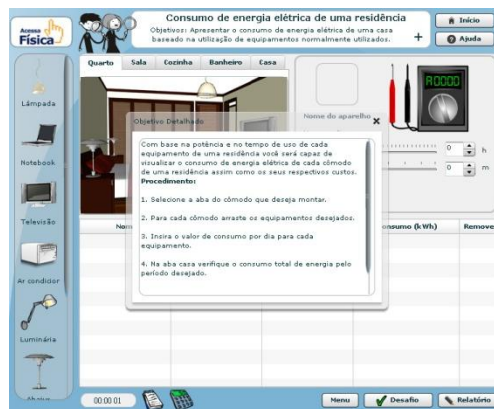 Acessa
Física
Consumo de energia elétrica de uma residência
Objetivos: Apresentar o consumo de energia elétrica de uma casa
baseado na utilização de equipamentos normalmente utilizados.
+
Início
Ajuda
Quarto Sala Cozinha Banheiro Casa
Lâmpada
Notebook
Televisão
Ar condicior
Luminária
Nome do aparelho
0 h
0 m
Objetivo Detalhado
Com base na potência e no tempo de uso de cada
equipamento de uma residência você será capaz de
visualizar o consumo de energia elétrica de cada cômodo
de uma residência assim como os seus respectivos custos.
Procedimento:
1. Selecione a aba do cômodo que deseja montar.
2. Para cada cômodo arraste os equipamentos desejados.
3. Insira o valor de consumo por dia para cada
equipamento.
4. Na aba casa verifique o consumo total de energia pelo
período desejado.
onsumo (kWh) Remove
00:00:01
Menu
Desafio
Relatório